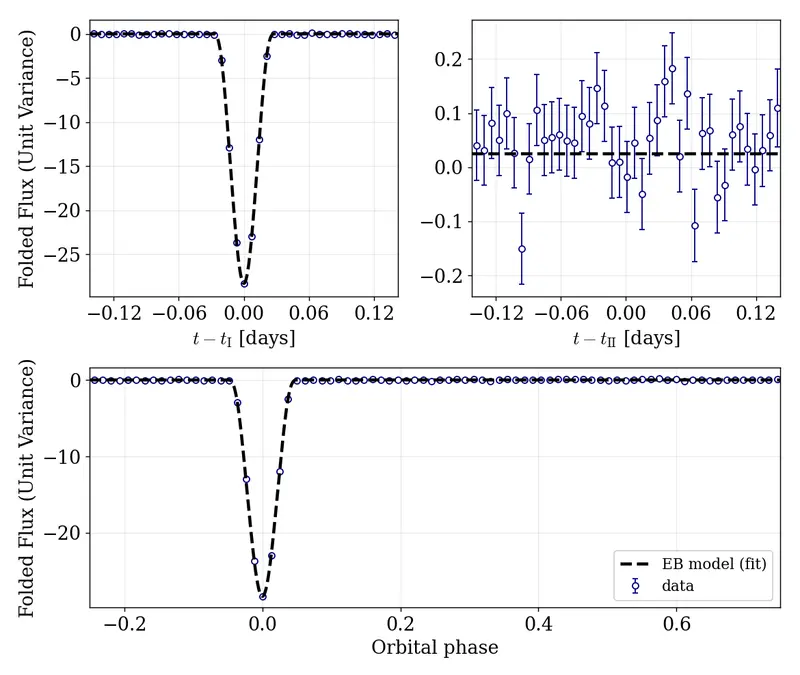 Folded Flux (Unit Variance)
0
−5
−10
−15
−20
−25
−0.12 −0.06 0.00 0.06 0.12
t − tI [days]
0.2
0.1
0.0
−0.1
−0.2
−0.12 −0.06 0.00 0.06 0.12
t − tII [days]
Folded Flux (Unit Variance)
0
−10
−20
−0.2 0.0 0.2 0.4 0.6
Orbital phase
EB model (fit)
data